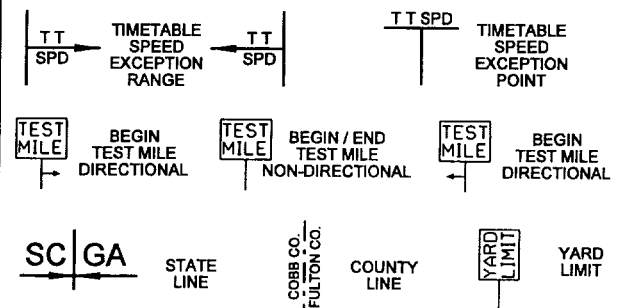 TT
SPD
TIMETABLE
SPEED
EXCEPTION
RANGE
TT
SPD
TT SPD
TIMETABLE
SPEED
EXCEPTION
POINT
TEST
MILE
BEGIN
TEST MILE
DIRECTIONAL
TEST
MILE
BEGIN / END
TEST MILE
NON-DIRECTIONAL
TEST
MILE
BEGIN
TEST MILE
DIRECTIONAL
SC GA
STATE
LINE
COBB CO.
FULTON CO.
COUNTY
LINE
YARD
LIMIT
YARD
LIMIT